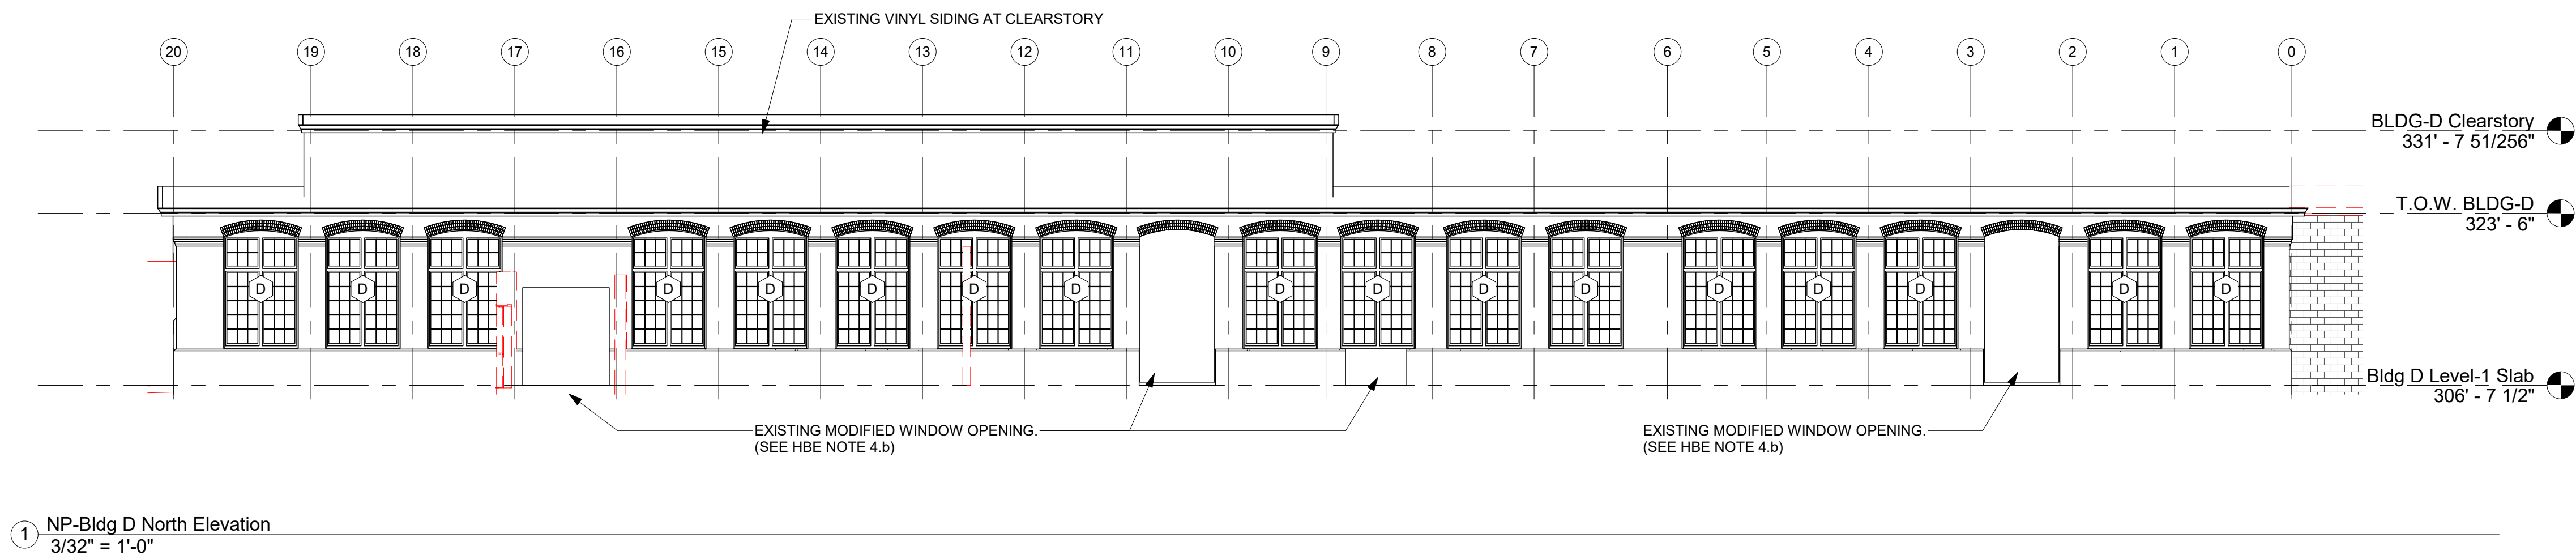 EXISTING VINYL SIDING AT CLEARSTORY
20 19 18 17 16 15 14 13 12 11 10 9 8 7 6 5 4 3 2 1 0
BLDG-D Clearstory
331' - 7 51/256"
T.O.W. BLDG-D
323' - 6"
D D D D D D D D D D D D D D D D D
Bldg D Level-1 Slab
306' - 7 1/2"
EXISTING MODIFIED WINDOW OPENING.
(SEE HBE NOTE 4.b)
EXISTING MODIFIED WINDOW OPENING.
(SEE HBE NOTE 4.b)
1 NP-Bldg D North Elevation
3/32" = 1'-0"